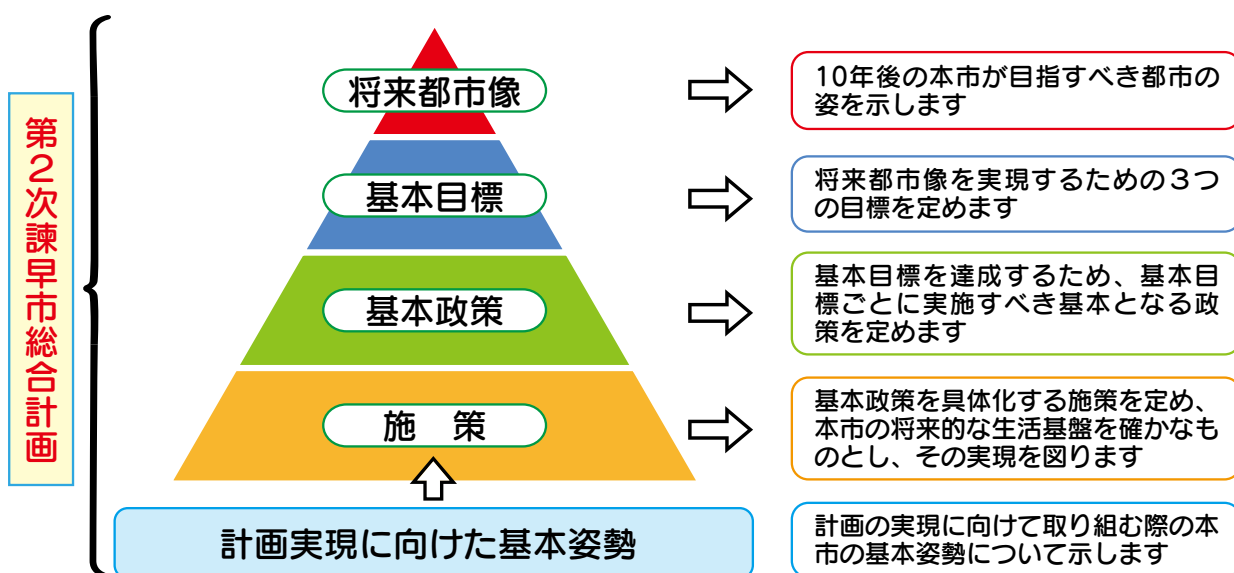 第２次諫早市総合計画
将来都市像
10年後の本市が目指すべき都市の
姿を示します
基本目標
将来都市像を実現するための３つ
の目標を定めます
基本政策
基本目標を達成するため、基本目
標ごとに実施すべき基本となる政
策を定めます
施　策
基本政策を具体化する施策を定め、
本市の将来的な生活基盤を確かなも
のとし、その実現を図ります
計画実現に向けた基本姿勢
計画の実現に向けて取り組む際の本
市の基本姿勢について示します